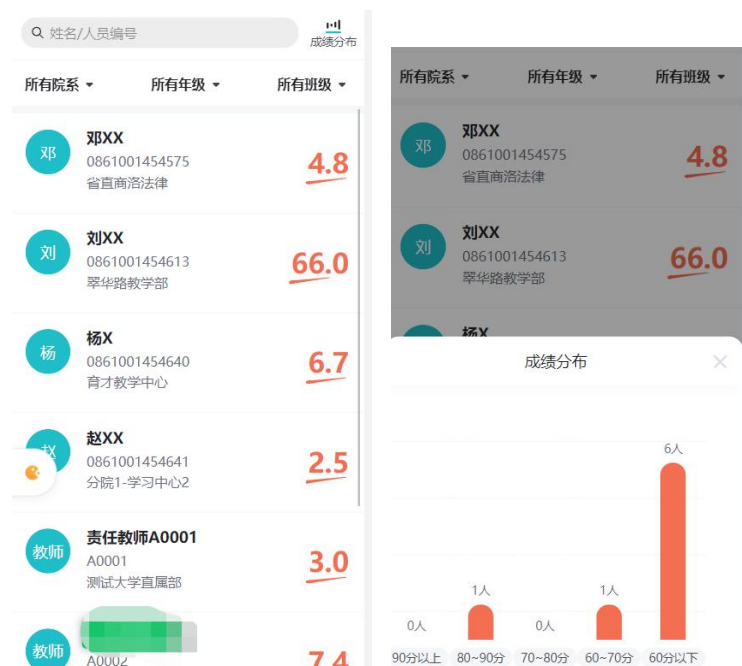 姓名/人员编号
成绩分布
所有院系 所有年级 所有班级
邓
邓XX
0861001454575
省直商洛法律
4.8
刘
刘XX
0861001454613
翠华路教学部
66.0
杨
杨X
0861001454640
育才教学中心
6.7
赵
赵XX
0861001454641
分院1-学习中心2
2.5
教师
责任教师A0001
A0001
测试大学直属部
3.0
教师
A0002
7.4
所有院系 所有年级 所有班级
邓
邓XX
0861001454575
省直商洛法律
4.8
刘
刘XX
0861001454613
翠华路教学部
66.0
杨X
成绩分布
0人 1人 0人 1人 6人
90分以上 80~90分 70~80分 60~70分 60分以下